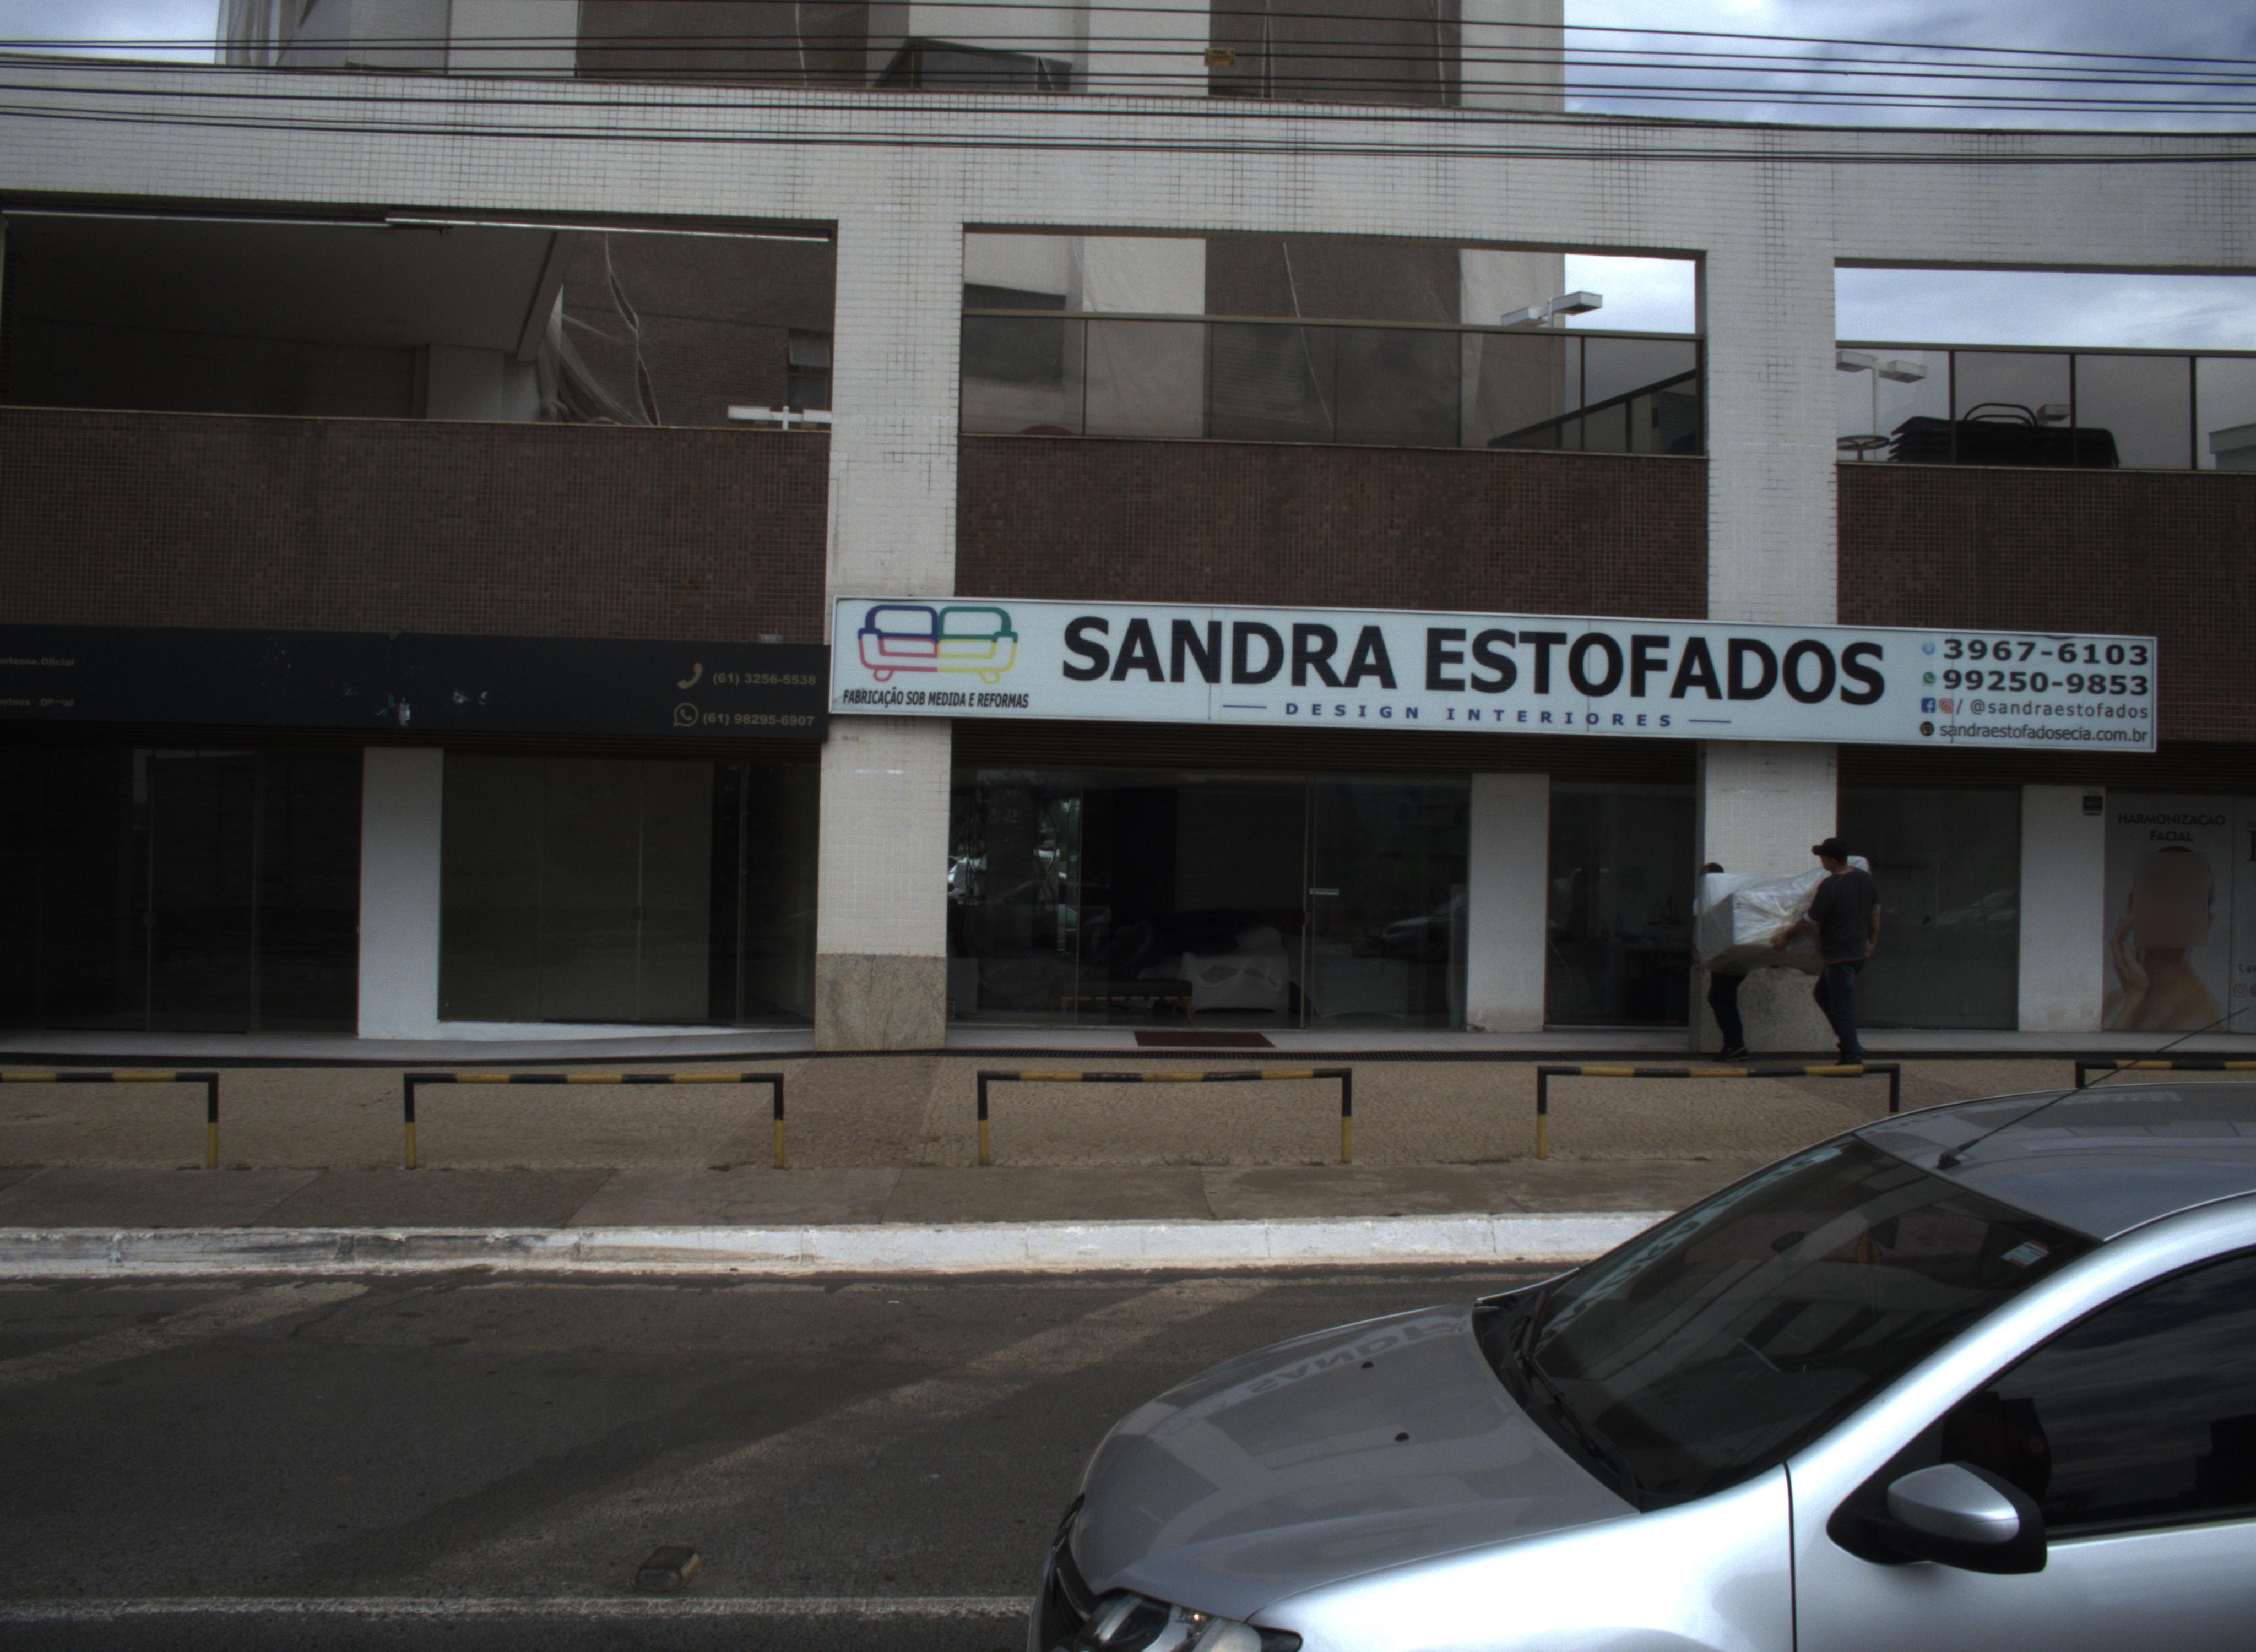 (61) 3256-5538
(61) 98295-6907
FABRICAÇÃO SOB MEDIDA E REFORMAS
SANDRA ESTOFADOS
DESIGN INTERIORES
3967-6103
99250-9853
/ @sandraestofados
sandraestofadosecia.com.br
HARMONIZAÇÃO
FACIAL